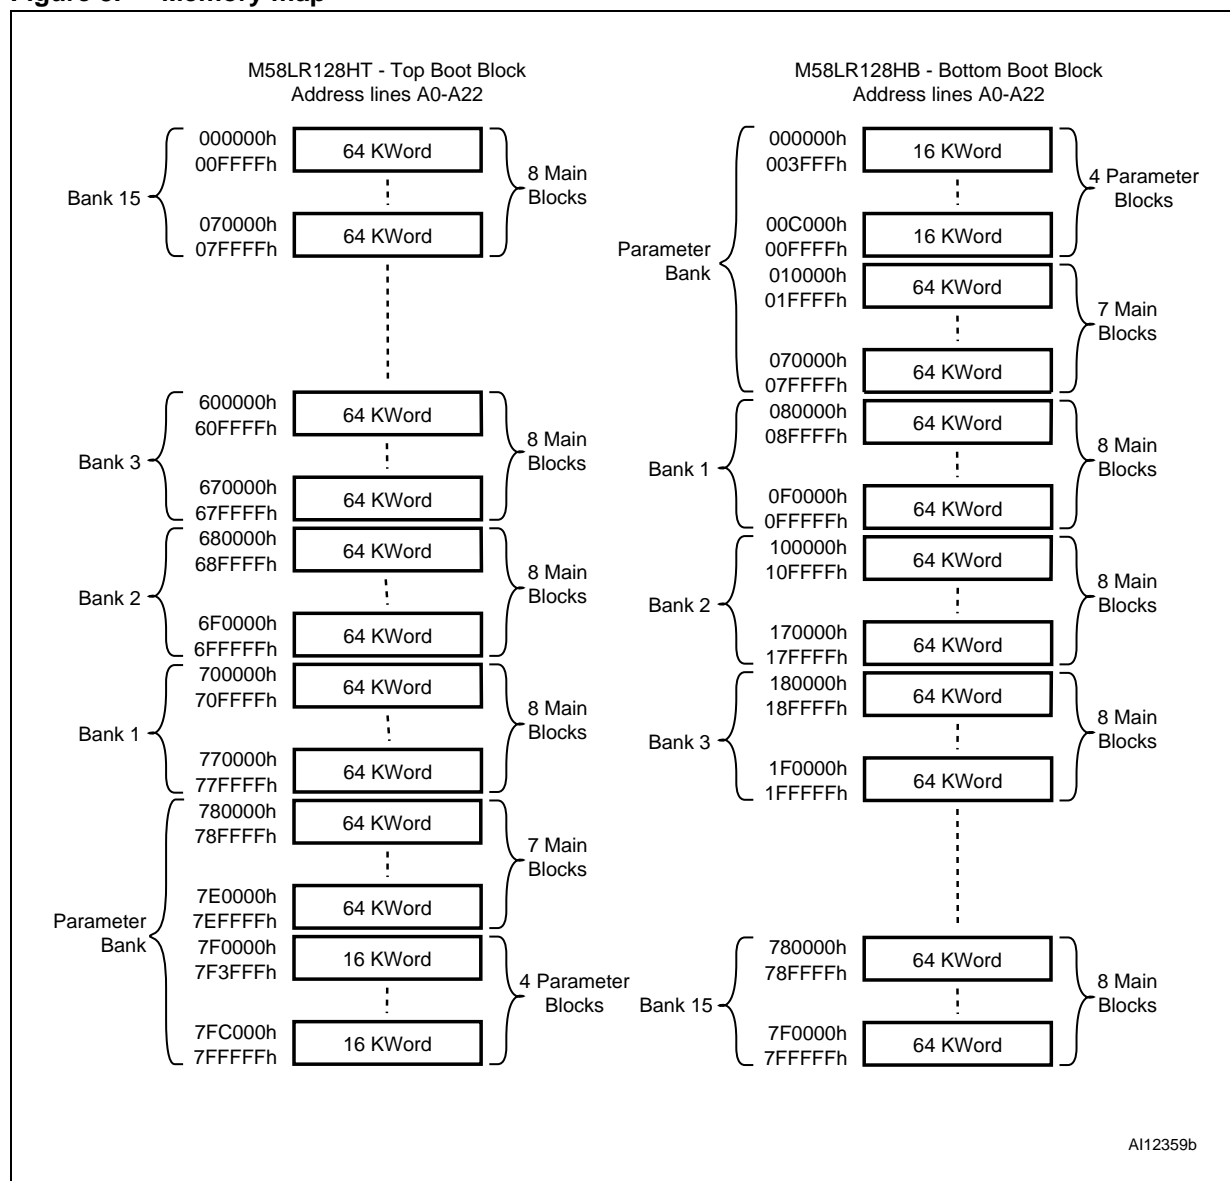 M58LR128HT - Top Boot Block
Address lines A0-A22
000000h
00FFFFh
64 KWord
Bank 15
8 Main
Blocks
070000h
07FFFFh
64 KWord
600000h
60FFFFh
64 KWord
Bank 3
8 Main
Blocks
670000h
67FFFFh
64 KWord
680000h
68FFFFh
64 KWord
Bank 2
8 Main
Blocks
6F0000h
6FFFFFh
64 KWord
700000h
70FFFFh
64 KWord
Bank 1
8 Main
Blocks
770000h
77FFFFh
64 KWord
780000h
78FFFFh
64 KWord
7 Main
Blocks
7E0000h
7EFFFFh
64 KWord
Parameter
Bank
7F0000h
7F3FFFh
16 KWord
4 Parameter
Blocks
7FC000h
7FFFFFh
16 KWord
M58LR128HB - Bottom Boot Block
Address lines A0-A22
000000h
003FFFh
16 KWord
4 Parameter
Blocks
00C000h
00FFFFh
16 KWord
Parameter
Bank
010000h
01FFFFh
64 KWord
7 Main
Blocks
070000h
07FFFFh
64 KWord
080000h
08FFFFh
64 KWord
Bank 1
8 Main
Blocks
0F0000h
0FFFFFh
64 KWord
100000h
10FFFFh
64 KWord
Bank 2
8 Main
Blocks
170000h
17FFFFh
64 KWord
180000h
18FFFFh
64 KWord
Bank 3
8 Main
Blocks
1F0000h
1FFFFFh
64 KWord
780000h
78FFFFh
64 KWord
Bank 15
8 Main
Blocks
7F0000h
7FFFFFh
64 KWord
AI12359b